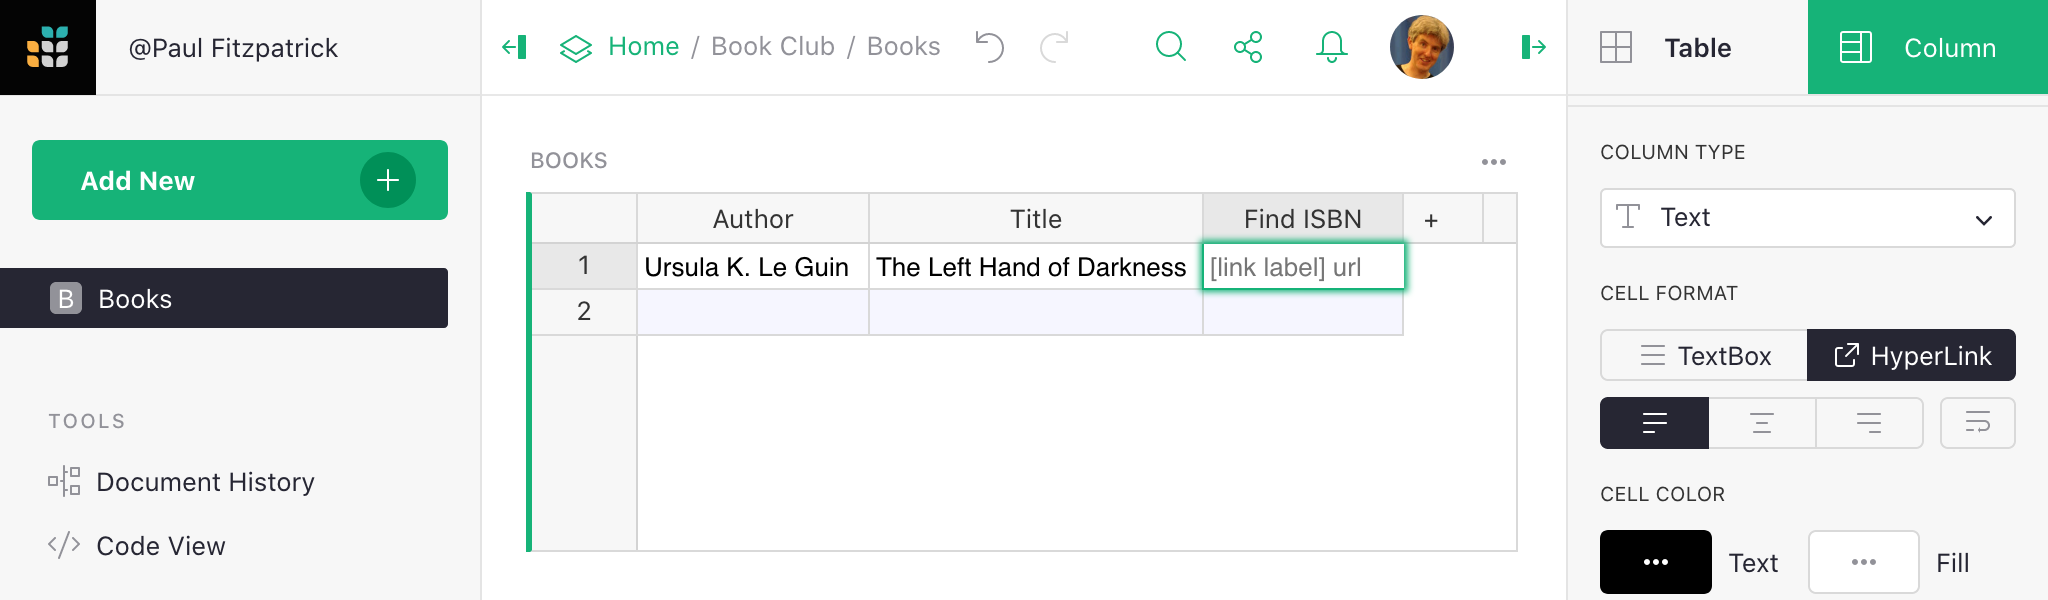 @Paul Fitzpatrick
Home / Book Club / Books
Table
Column
Add New
B Books
TOOLS
Document History
Code View
BOOKS
Author Title Find ISBN +
1 Ursula K. Le Guin The Left Hand of Darkness [link label] url
2
COLUMN TYPE
Text
CELL FORMAT
TextBox HyperLink
CELL COLOR
Text Fill